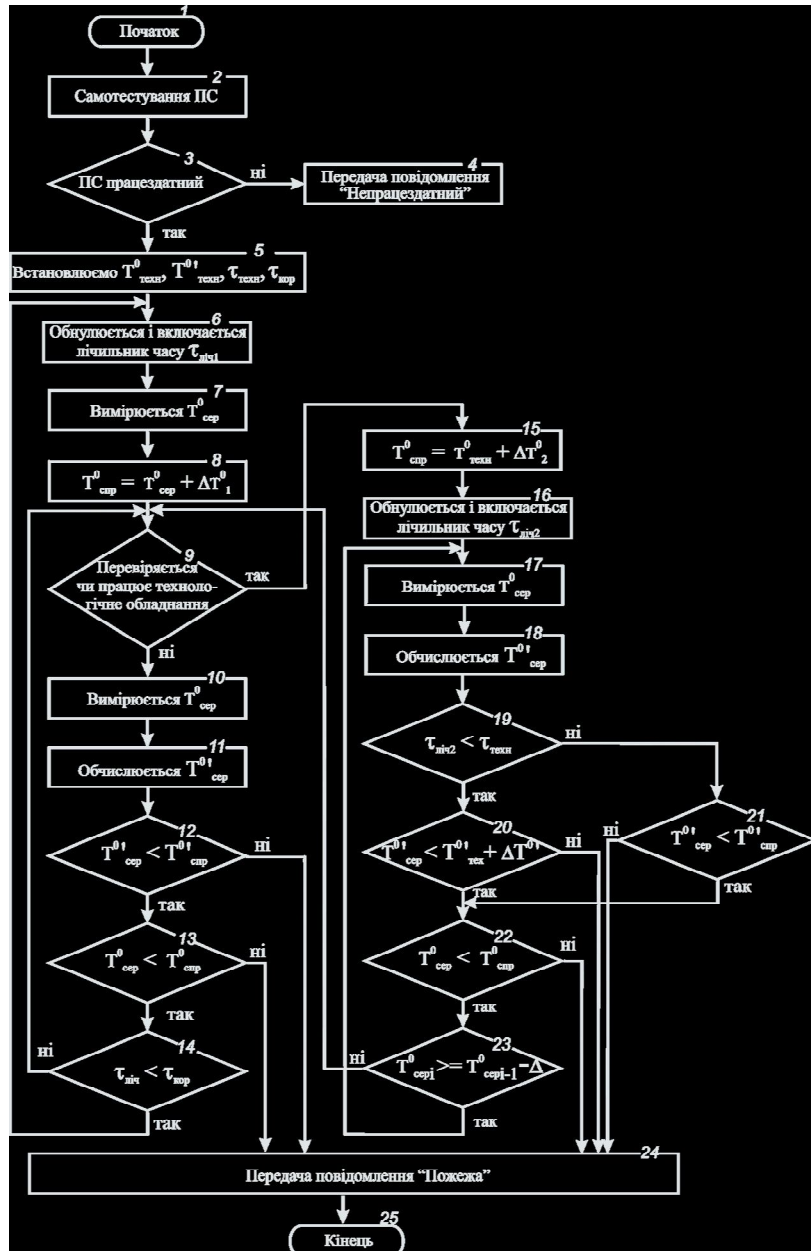 1
Початок
2
Самотестування ПС
3
ПС працездатний
ні
так
4
Передача повідомлення
“Непрацездатний”
5
Встановлюємо T⁰техн, T⁰'техн, τтехн, τкор
6
Обнулюється і включається
лічильник часу τліч1
7
Вимірюється T⁰сер
8
T⁰спр = T⁰сер + ΔT⁰1
9
Перевіряється
чи працює техноло-
гічне обладнання
так
ні
10
Вимірюється T⁰сер
11
Обчислюється T⁰'сер
12
T⁰'сер < T⁰'спр
ні
так
13
T⁰сер < T⁰спр
ні
так
14
ні
τліч < τкор
так
15
T⁰спр = T⁰техн + ΔT⁰2
16
Обнулюється і включається
лічильник часу τліч2
17
Вимірюється T⁰сер
18
Обчислюється T⁰'сер
19
τліч2 < τтехн
ні
так
20
T⁰'сер < T⁰'тех + ΔT⁰'
ні
так
21
ні
T⁰'сер < T⁰'спр
так
22
T⁰сер < T⁰спр
ні
так
23
ні
T⁰серi >= T⁰серi-1 - Δ
так
24
Передача повідомлення “Пожежа”
25
Кінець